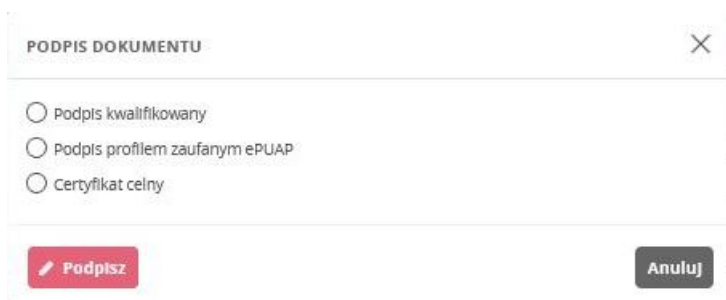 PODPIS DOKUMENTU
Podpis kwalifikowany
Podpis profilem zaufanym ePUAP
Certyfikat celny
Podpisz
Anuluj